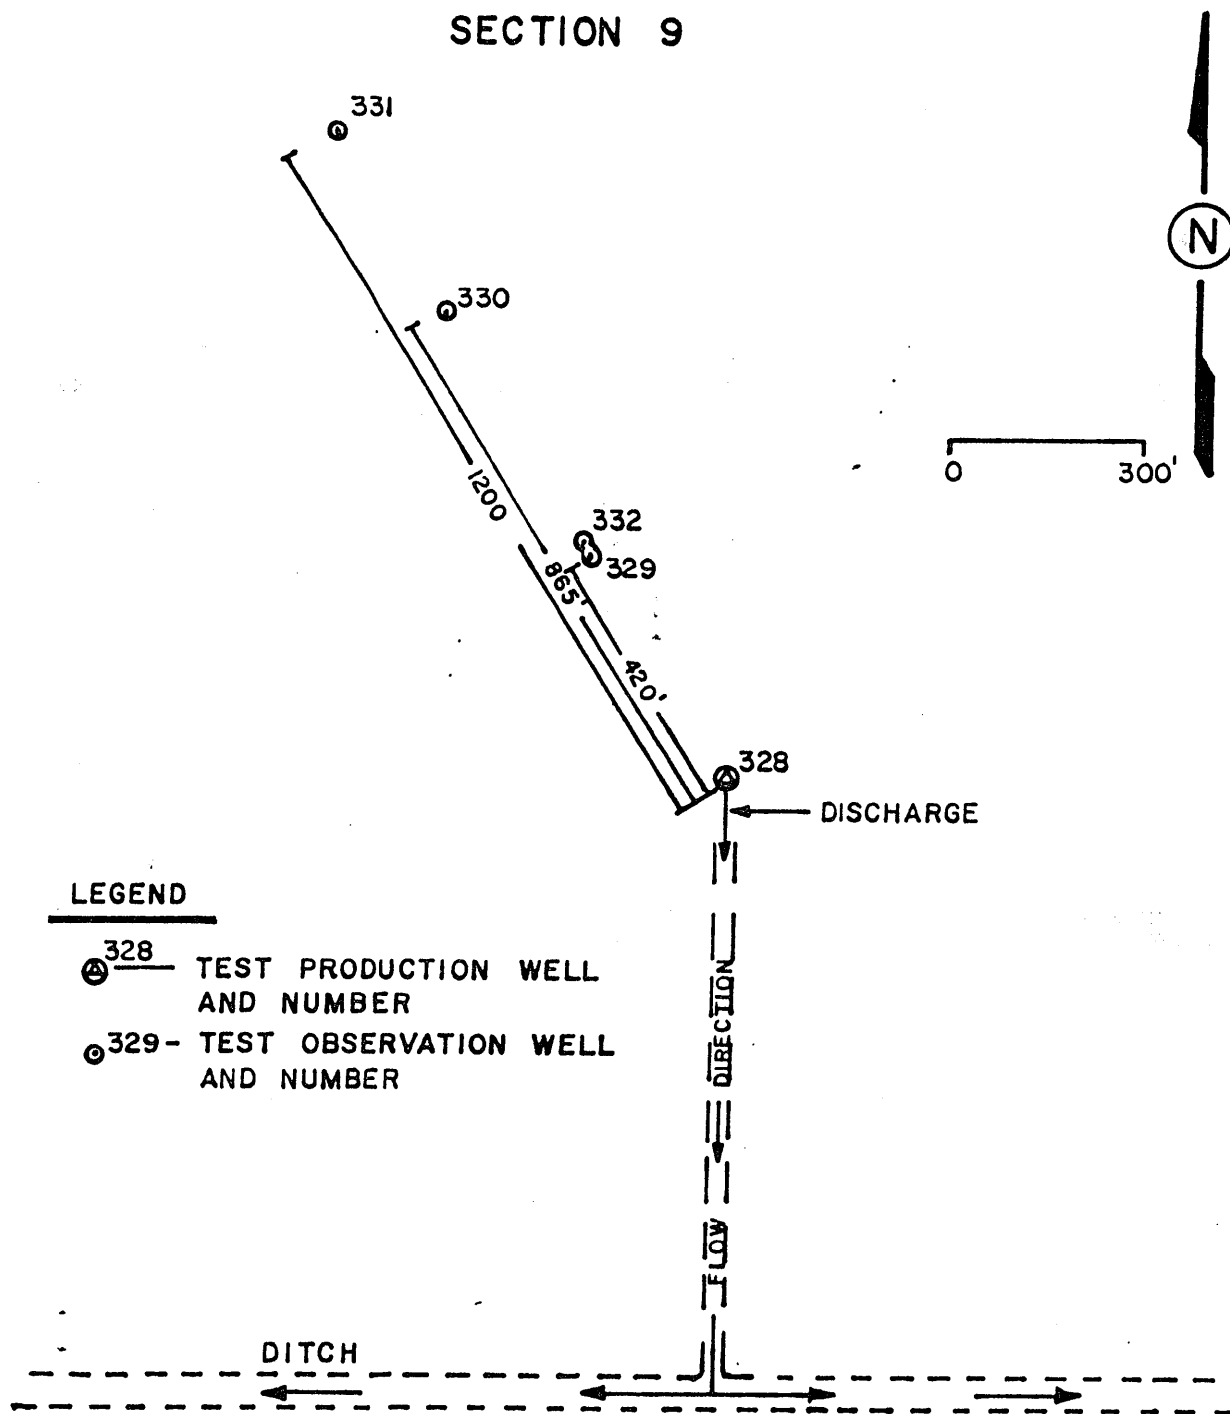 SECTION 9
331
N
330
0 300'
1200
332
329
865'
420'
328
DISCHARGE
LEGEND
328 TEST PRODUCTION WELL
AND NUMBER
329 - TEST OBSERVATION WELL
AND NUMBER
FLOW DIRECTION
DITCH